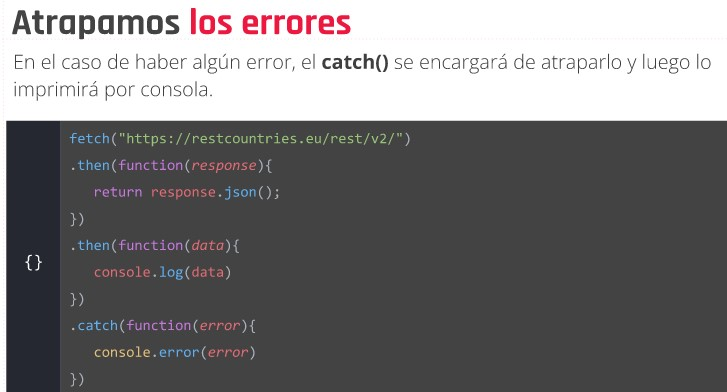 Atrapamos los errores
En el caso de haber algún error, el catch() se encargará de atraparlo y luego lo
imprimirá por consola.
{}
fetch("https://restcountries.eu/rest/v2/")
.then(function(response){
return response.json();
})
.then(function(data){
console.log(data)
})
.catch(function(error){
console.error(error)
})